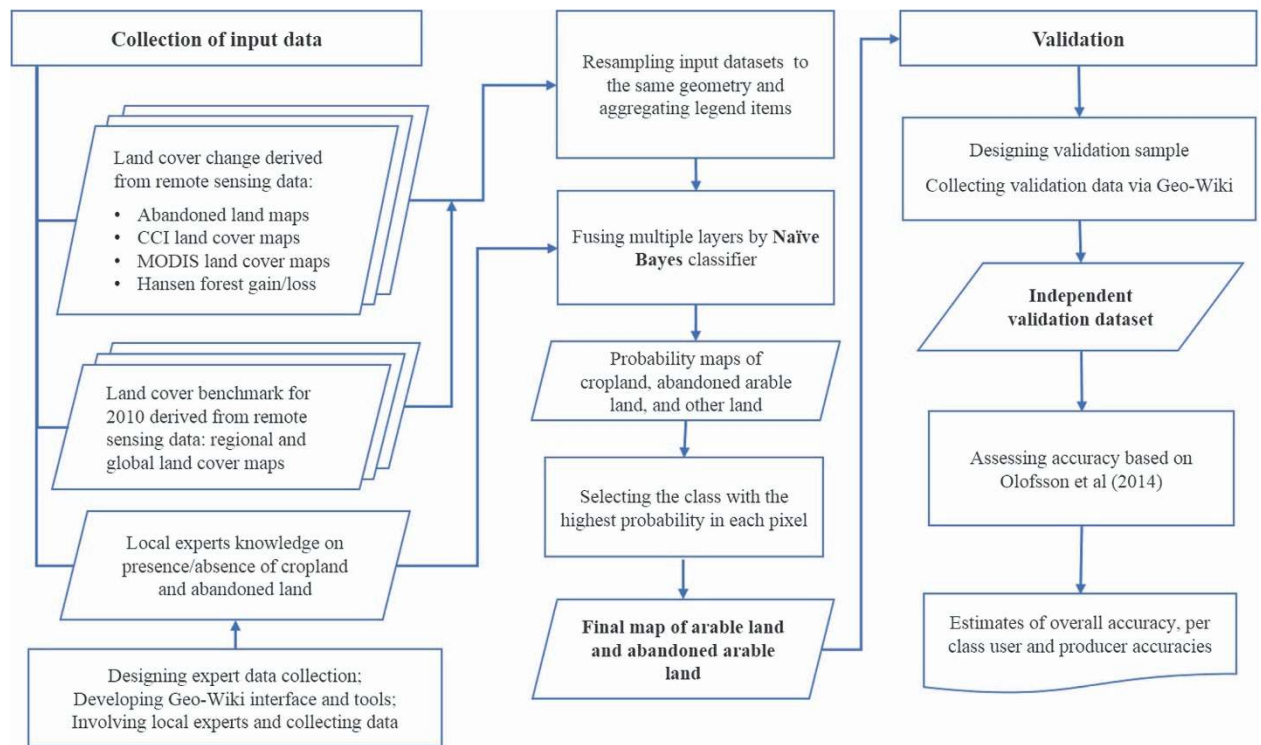 Collection of input data
Land cover change derived
from remote sensing data:
• Abandoned land maps
• CCI land cover maps
• MODIS land cover maps
• Hansen forest gain/loss
Land cover benchmark for
2010 derived from remote
sensing data: regional and
global land cover maps
Local experts knowledge on
presence/absence of cropland
and abandoned land
Designing expert data collection;
Developing Geo-Wiki interface and tools;
Involving local experts and collecting data
Resampling input datasets to
the same geometry and
aggregating legend items
Fusing multiple layers by Naïve
Bayes classifier
Probability maps of
cropland, abandoned arable
land, and other land
Selecting the class with the
highest probability in each pixel
Final map of arable land
and abandoned arable
land
Validation
Designing validation sample
Collecting validation data via Geo-Wiki
Independent
validation dataset
Assessing accuracy based on
Olofsson et al (2014)
Estimates of overall accuracy, per
class user and producer accuracies